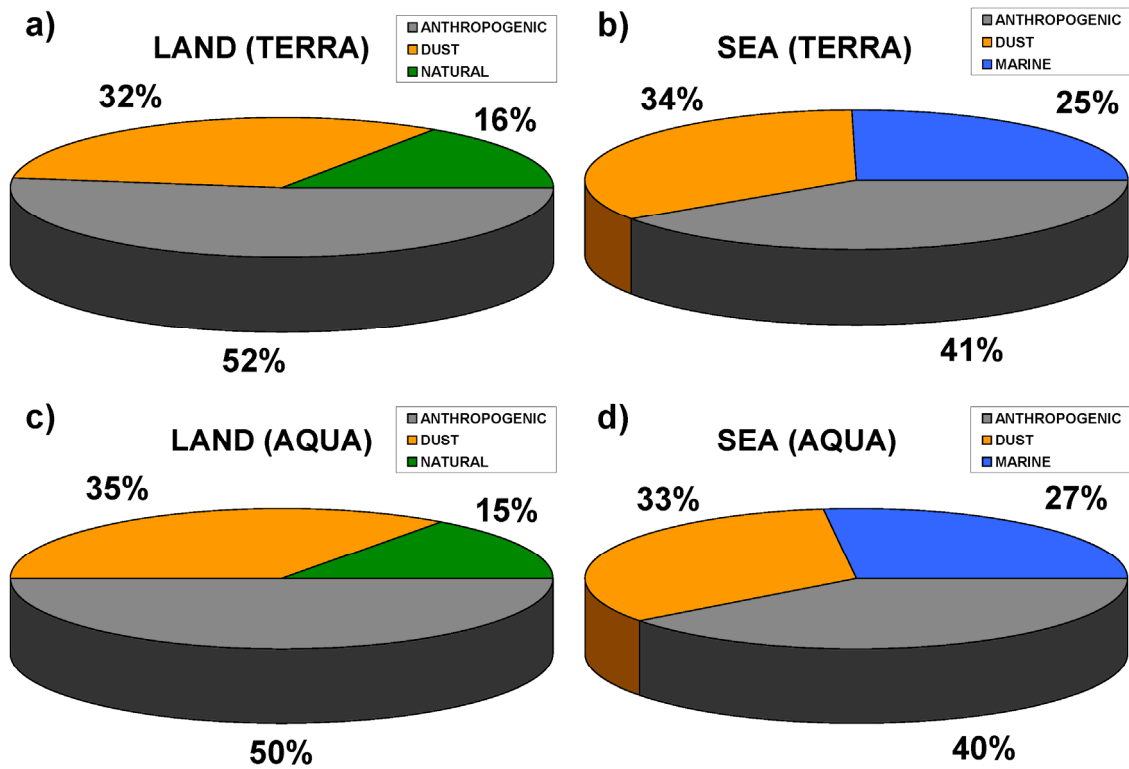 a)
LAND (TERRA)
ANTHROPOGENIC
DUST
NATURAL
32%
16%
52%
b)
SEA (TERRA)
ANTHROPOGENIC
DUST
MARINE
34%
25%
41%
c)
LAND (AQUA)
ANTHROPOGENIC
DUST
NATURAL
35%
15%
50%
d)
SEA (AQUA)
ANTHROPOGENIC
DUST
MARINE
33%
27%
40%